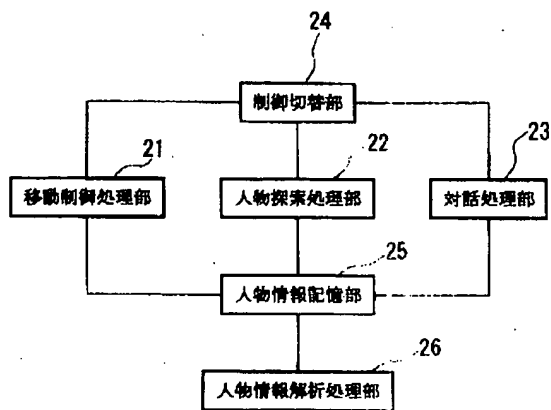 24
制御切替部
21
22
23
移動制御処理部
人物探索処理部
対話処理部
25
人物情報記憶部
26
人物情報解析処理部